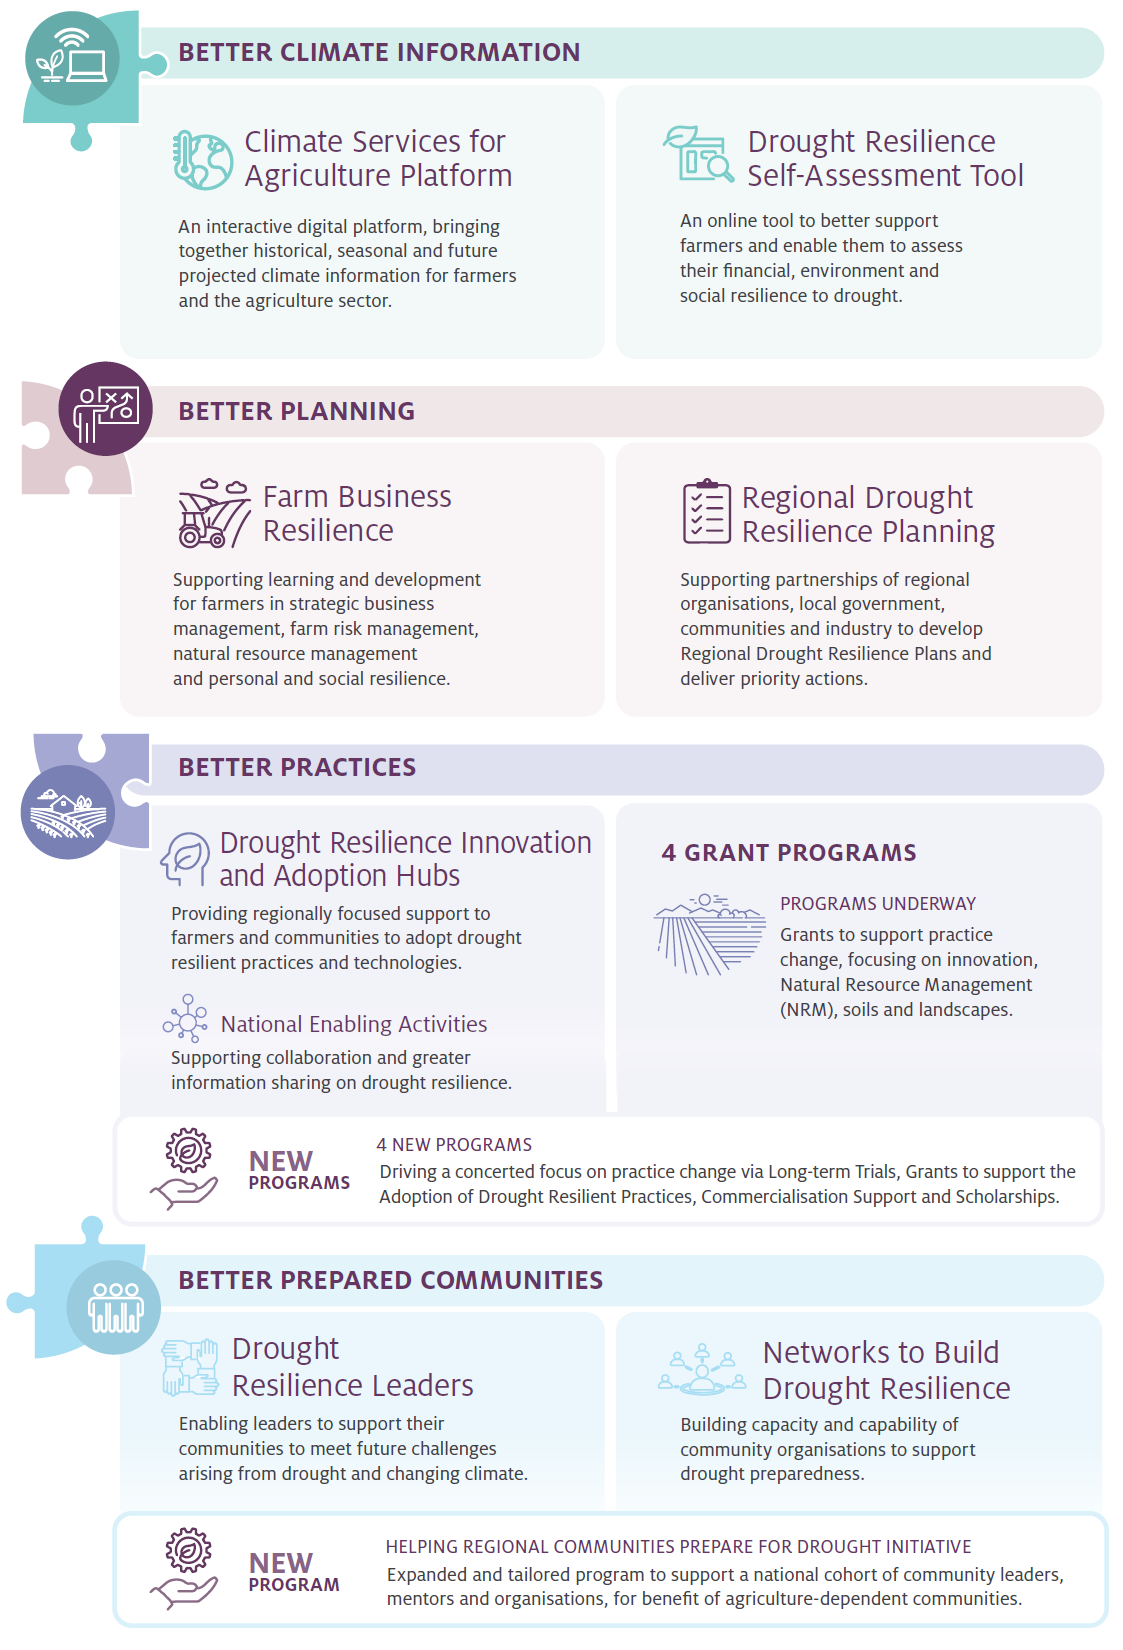 BETTER CLIMATE INFORMATION
Climate Services for
Agriculture Platform
An interactive digital platform, bringing
together historical, seasonal and future
projected climate information for farmers
and the agriculture sector.
Drought Resilience
Self-Assessment Tool
An online tool to better support
farmers and enable them to assess
their financial, environment and
social resilience to drought.
BETTER PLANNING
Farm Business
Resilience
Supporting learning and development
for farmers in strategic business
management, farm risk management,
natural resource management
and personal and social resilience.
Regional Drought
Resilience Planning
Supporting partnerships of regional
organisations, local government,
communities and industry to develop
Regional Drought Resilience Plans and
deliver priority actions.
BETTER PRACTICES
Drought Resilience Innovation
and Adoption Hubs
Providing regionally focused support to
farmers and communities to adopt drought
resilient practices and technologies.
National Enabling Activities
Supporting collaboration and greater
information sharing on drought resilience.
4 GRANT PROGRAMS
PROGRAMS UNDERWAY
Grants to support practice
change, focusing on innovation,
Natural Resource Management
(NRM), soils and landscapes.
NEW
PROGRAMS
4 NEW PROGRAMS
Driving a concerted focus on practice change via Long-term Trials, Grants to support the
Adoption of Drought Resilient Practices, Commercialisation Support and Scholarships.
BETTER PREPARED COMMUNITIES
Drought
Resilience Leaders
Enabling leaders to support their
communities to meet future challenges
arising from drought and changing climate.
Networks to Build
Drought Resilience
Building capacity and capability of
community organisations to support
drought preparedness.
NEW
PROGRAM
HELPING REGIONAL COMMUNITIES PREPARE FOR DROUGHT INITIATIVE
Expanded and tailored program to support a national cohort of community leaders,
mentors and organisations, for benefit of agriculture-dependent communities.